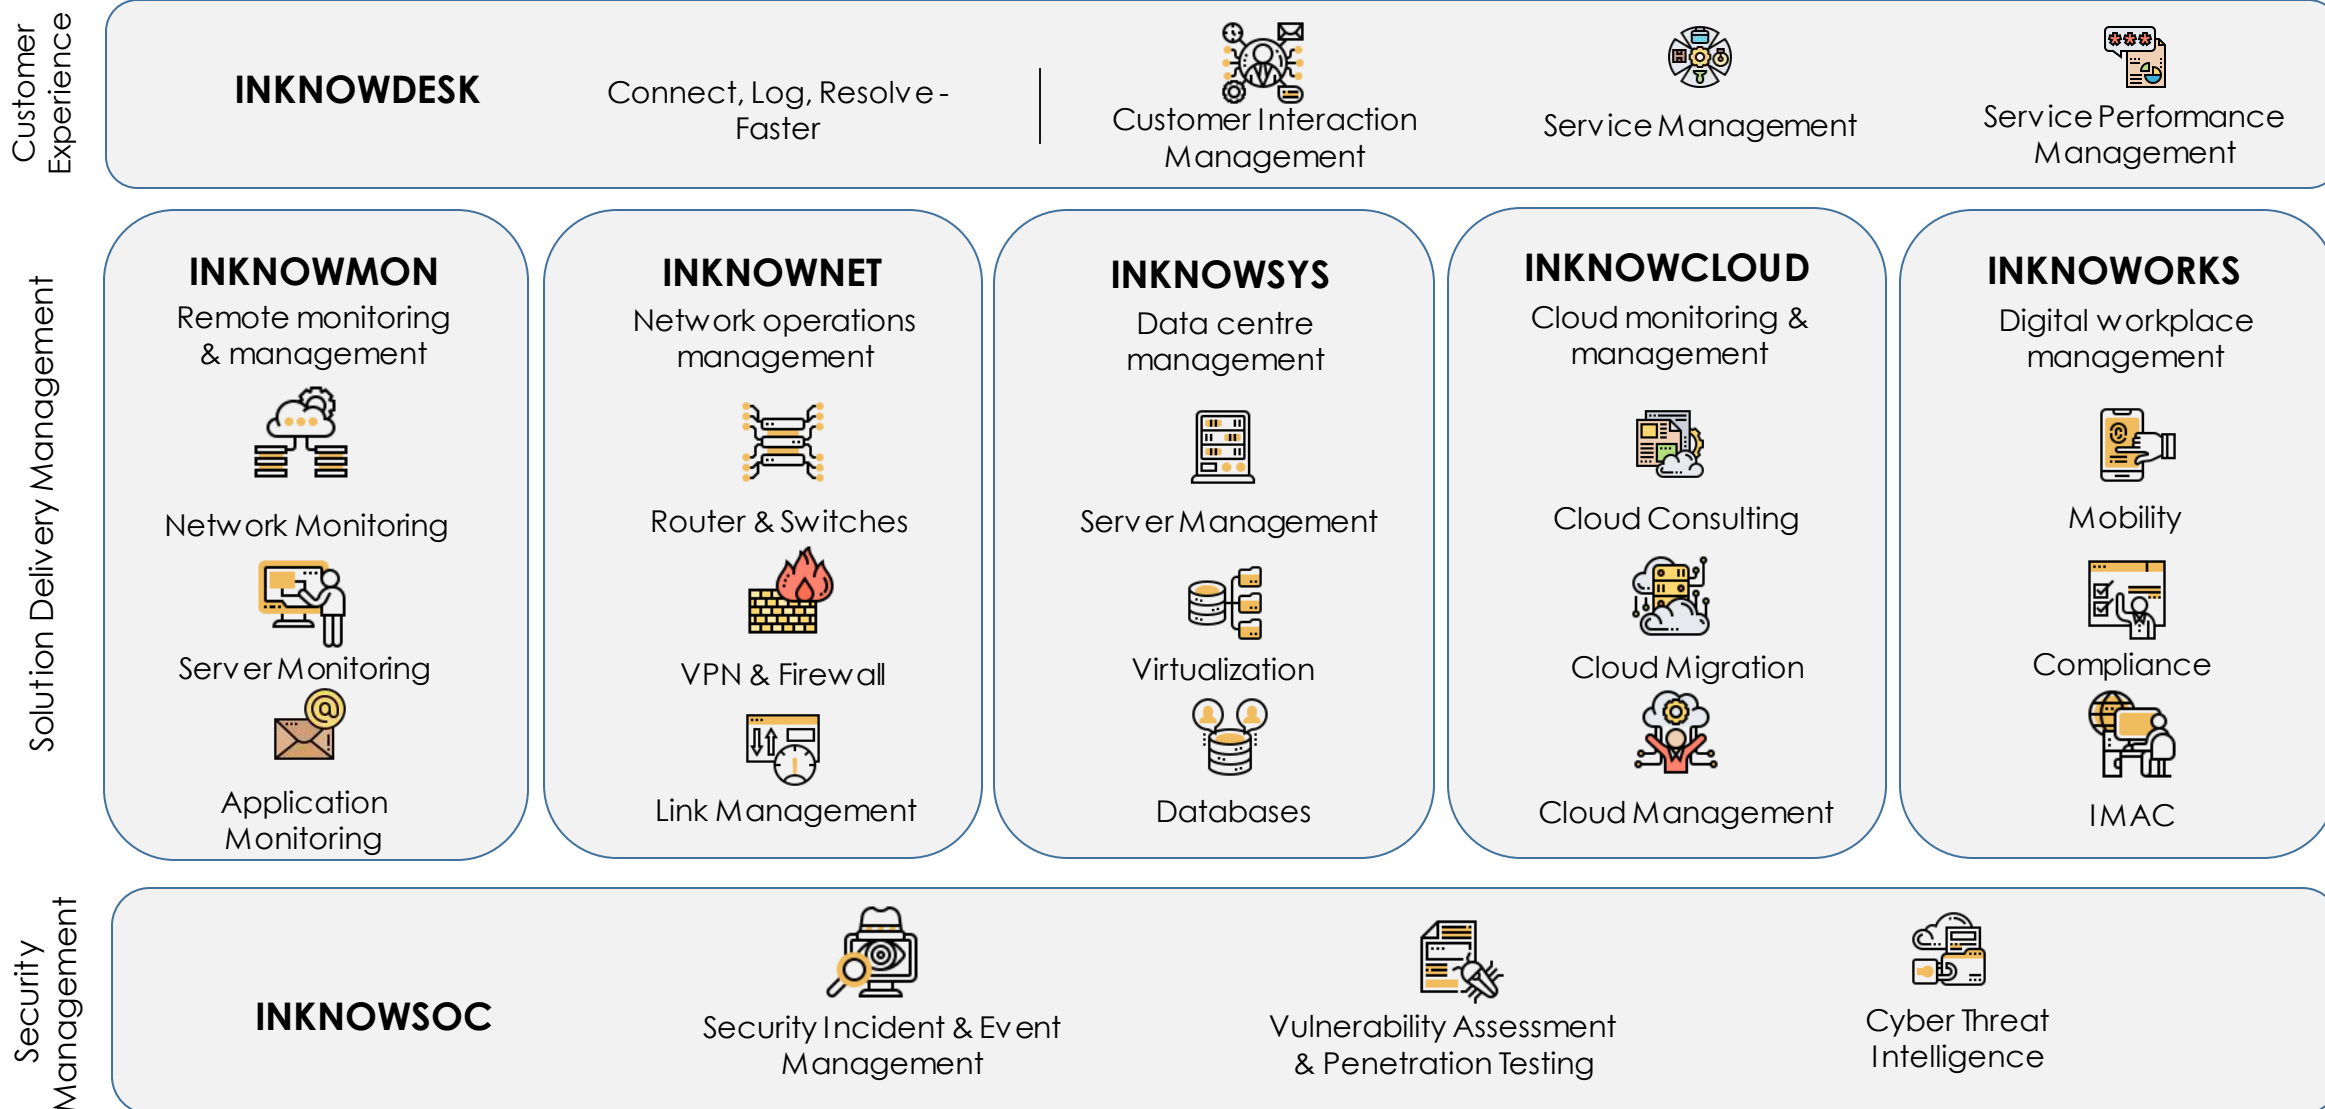 Customer
Experience
INKNOWDESK
Connect, Log, Resolve -
Faster
Customer Interaction
Management
Service Management
***
Service Performance
Management
Solution Delivery Management
INKNOWMON
Remote monitoring
& management
Network Monitoring
Server Monitoring
@
Application
Monitoring
INKNOWNET
Network operations
management
Router & Switches
VPN & Firewall
Link Management
INKNOWSYS
Data centre
management
Server Management
Virtualization
Databases
INKNOWCLOUD
Cloud monitoring &
management
Cloud Consulting
Cloud Migration
Cloud Management
INKNOWORKS
Digital workplace
management
Mobility
Compliance
IMAC
Security
Management
INKNOWSOC
Security Incident & Event
Management
Vulnerability Assessment
& Penetration Testing
Cyber Threat
Intelligence